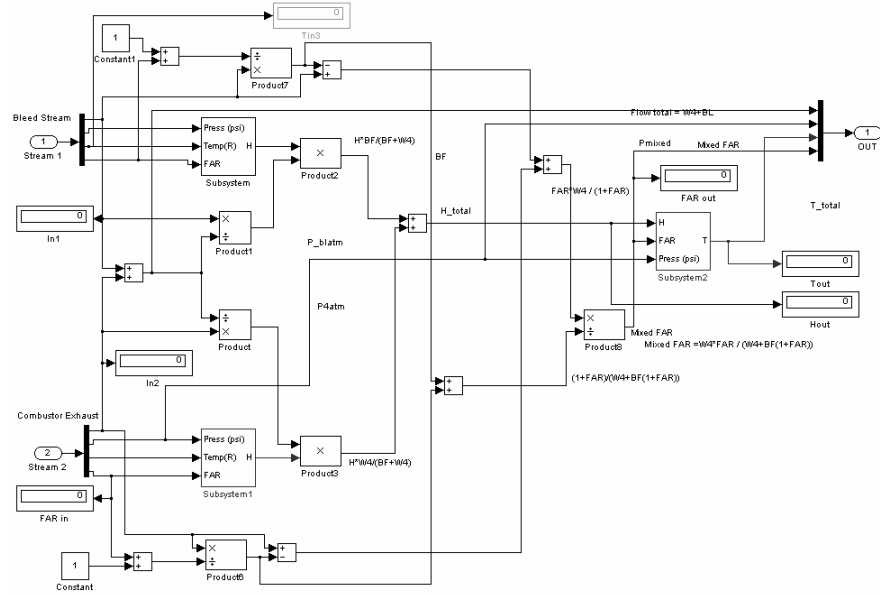 0
Tin3
1
Constant1
+
+
÷
×
Product7
−
+
Bleed Stream
1
Stream 1
Press (psi)
Temp(R) H
FAR
Subsystem
×
Product2
H*BF/(BF+W4)
BF
Flow total = W4+BL
Pmixed
Mixed FAR
1
OUT
+
+
FAR*W4 / (1+FAR)
0
FAR out
T_total
0
In1
×
÷
Product1
P_blatm
+
+
H_total
H
FAR T
Press (psi)
Subsystem2
0
Tout
0
Hout
+
+
÷
×
Product
P4atm
×
÷
Product8
Mixed FAR
Mixed FAR =W4*FAR / (W4+BF(1+FAR))
0
In2
+
+
(1+FAR)/(W4+BF(1+FAR))
Combustor Exhaust
2
Stream 2
Press (psi)
Temp(R) H
FAR
Subsystem1
×
Product3
H*W4/(BF+W4)
0
FAR in
1
Constant
+
+
×
÷
Product6
+
−